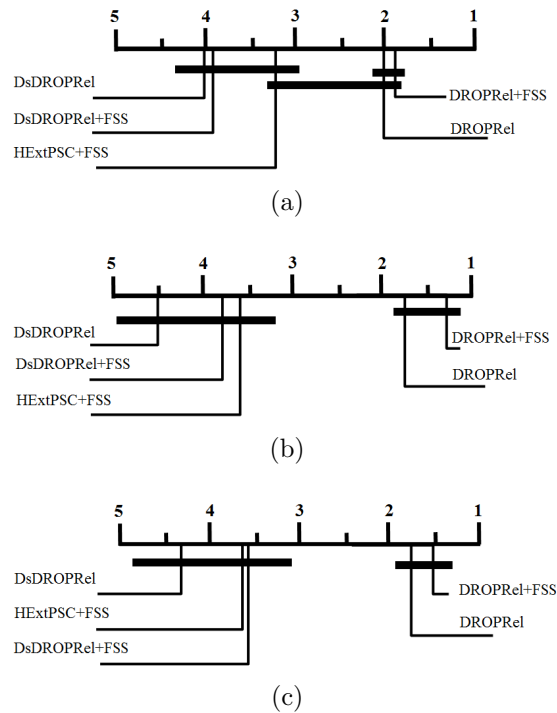 5 4 3 2 1
DsDROPRel
DROPRel+FSS
DsDROPRel+FSS
DROPRel
HExtPSC+FSS
(a)
5 4 3 2 1
DsDROPRel
DROPRel+FSS
DsDROPRel+FSS
DROPRel
HExtPSC+FSS
(b)
5 4 3 2 1
DsDROPRel
DROPRel+FSS
HExtPSC+FSS
DROPRel
DsDROPRel+FSS
(c)